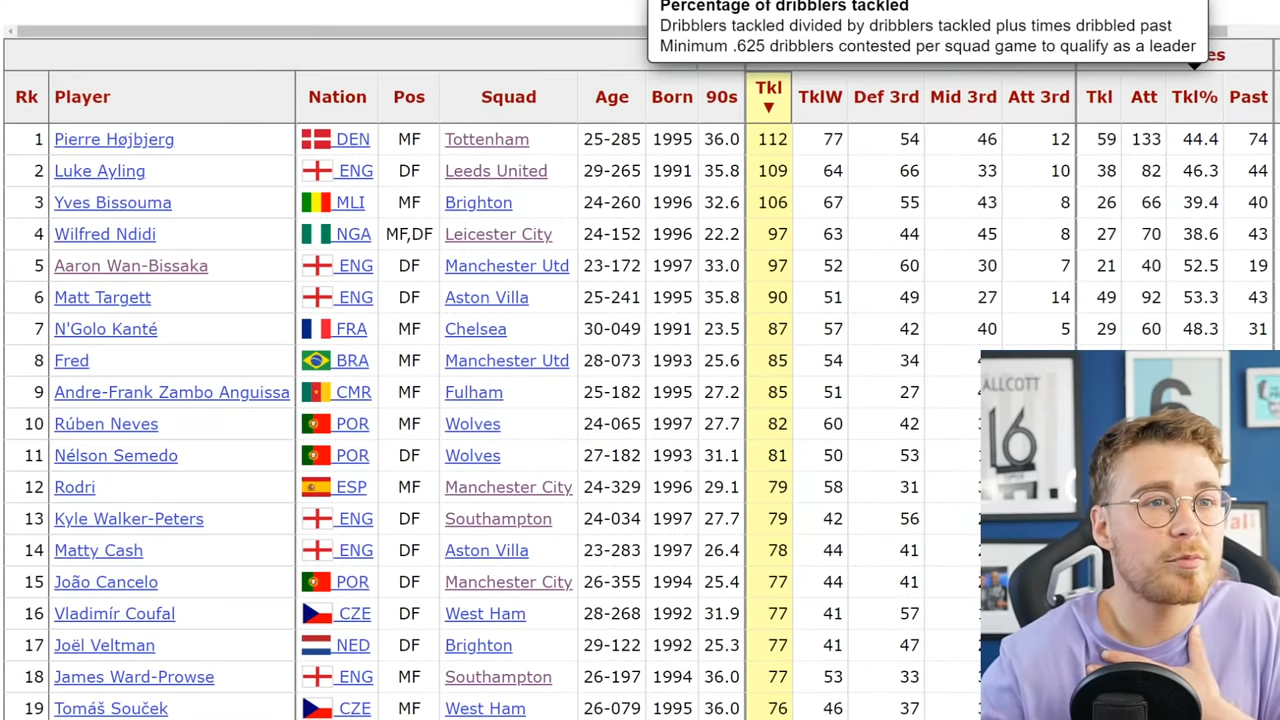 Percentage of dribblers tackled
Dribblers tackled divided by dribblers tackled plus times dribbled past
Minimum .625 dribblers contested per squad game to qualify as a leader
es
Rk Player Nation Pos Squad Age Born 90s Tkl ▼ TklW Def 3rd Mid 3rd Att 3rd Tkl Att Tkl% Past
1 Pierre Højbjerg DEN MF Tottenham 25-285 1995 36.0 112 77 54 46 12 59 133 44.4 74
2 Luke Ayling ENG DF Leeds United 29-265 1991 35.8 109 64 66 33 10 38 82 46.3 44
3 Yves Bissouma MLI MF Brighton 24-260 1996 32.6 106 67 55 43 8 26 66 39.4 40
4 Wilfred Ndidi NGA MF,DF Leicester City 24-152 1996 22.2 97 63 44 45 8 27 70 38.6 43
5 Aaron Wan-Bissaka ENG DF Manchester Utd 23-172 1997 33.0 97 52 60 30 7 21 40 52.5 19
6 Matt Targett ENG DF Aston Villa 25-241 1995 35.8 90 51 49 27 14 49 92 53.3 43
7 N'Golo Kanté FRA MF Chelsea 30-049 1991 23.5 87 57 42 40 5 29 60 48.3 31
8 Fred BRA MF Manchester Utd 28-073 1993 25.6 85 54 34
9 Andre-Frank Zambo Anguissa CMR MF Fulham 25-182 1995 27.2 85 51 27
10 Rúben Neves POR MF Wolves 24-065 1997 27.7 82 60 42
11 Nélson Semedo POR DF Wolves 27-182 1993 31.1 81 50 53
12 Rodri ESP MF Manchester City 24-329 1996 29.1 79 58 31
13 Kyle Walker-Peters ENG DF Southampton 24-034 1997 27.7 79 42 56
14 Matty Cash ENG DF Aston Villa 23-283 1997 26.4 78 44 41
15 João Cancelo POR DF Manchester City 26-355 1994 25.4 77 44 41
16 Vladimír Coufal CZE DF West Ham 28-268 1992 31.9 77 41 57
17 Joël Veltman NED DF Brighton 29-122 1992 25.3 77 41 47
18 James Ward-Prowse ENG MF Southampton 26-197 1994 36.0 77 53 33
19 Tomáš Souček CZE MF West Ham 26-079 1995 36.0 76 46 37
ALLCOTT
16
6